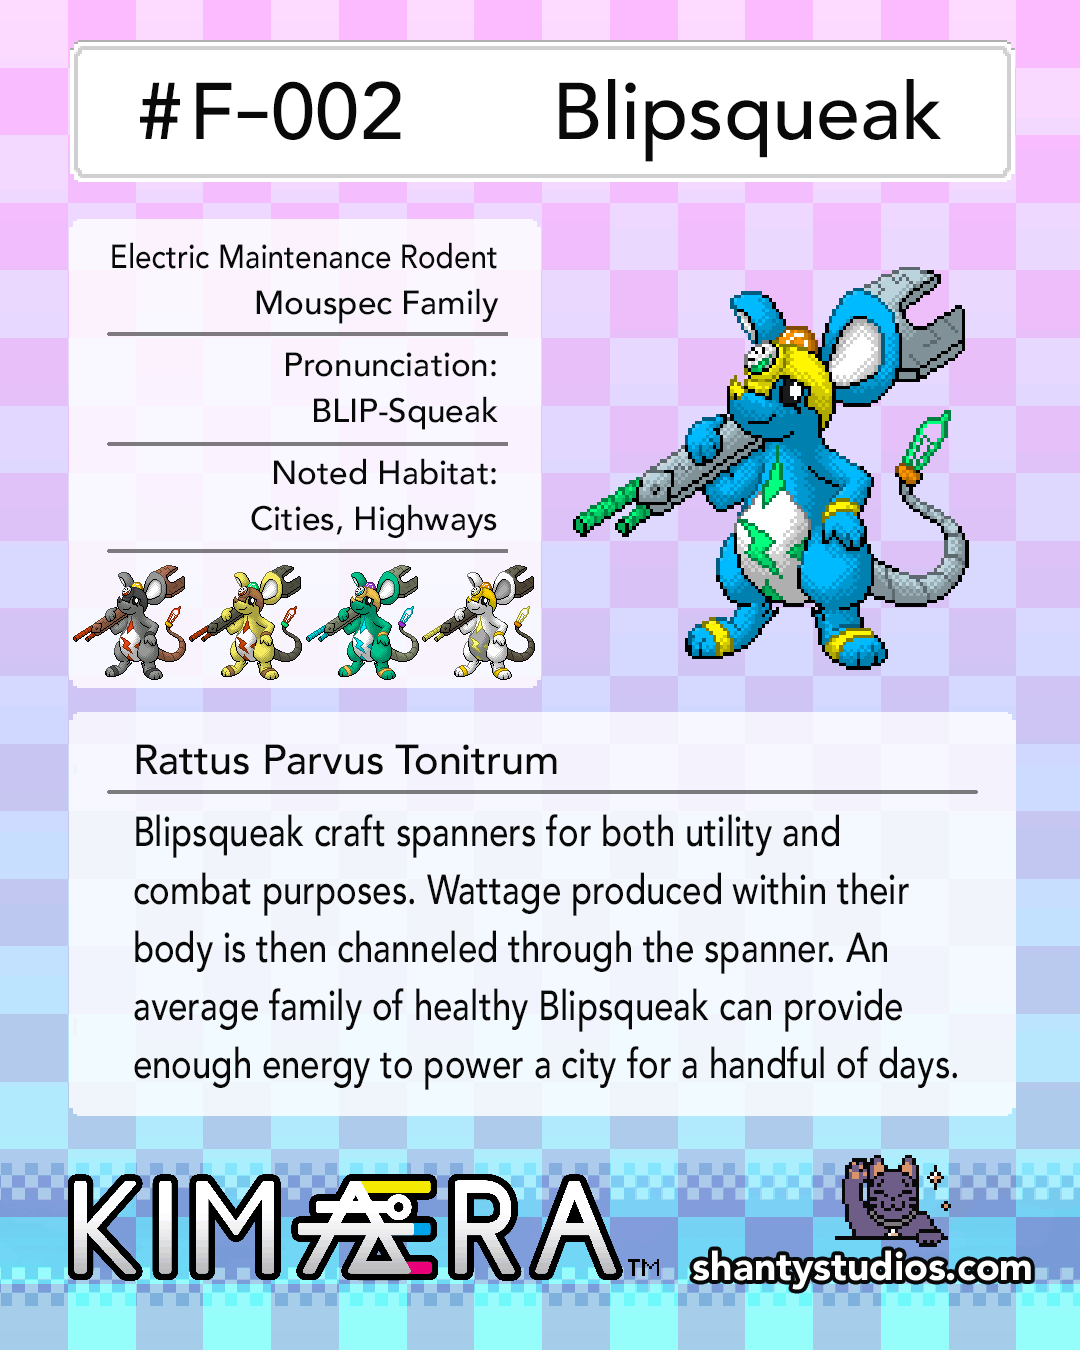 #F-002 Blipsqueak
Electric Maintenance Rodent
Mouspec Family
Pronunciation:
BLIP-Squeak
Noted Habitat:
Cities, Highways
Rattus Parvus Tonitrum
Blipsqueak craft spanners for both utility and
combat purposes. Wattage produced within their
body is then channeled through the spanner. An
average family of healthy Blipsqueak can provide
enough energy to power a city for a handful of days.
KIMÆRA™
shantystudios.com